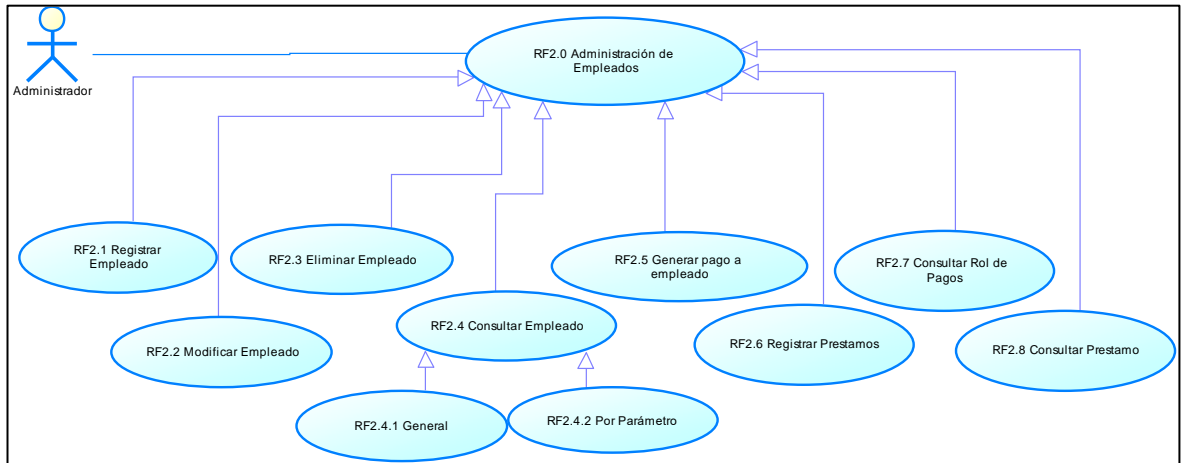 Administrador
RF2.0 Administración de
Empleados
RF2.1 Registrar
Empleado
RF2.2 Modificar Empleado
RF2.3 Eliminar Empleado
RF2.4 Consultar Empleado
RF2.4.1 General
RF2.4.2 Por Parámetro
RF2.5 Generar pago a
empleado
RF2.6 Registrar Prestamos
RF2.7 Consultar Rol de
Pagos
RF2.8 Consultar Prestamo